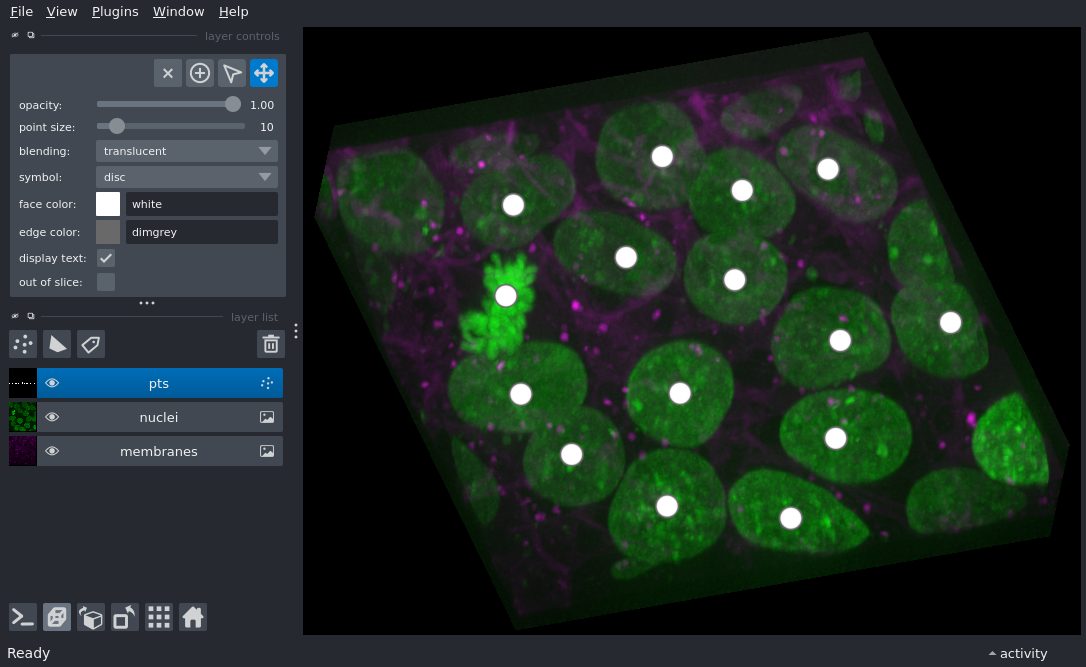 File View Plugins Window Help
layer controls
opacity: 1.00
point size: 10
blending: translucent
symbol: disc
face color: white
edge color: dimgrey
display text:
out of slice:
layer list
pts
nuclei
membranes
Ready activity